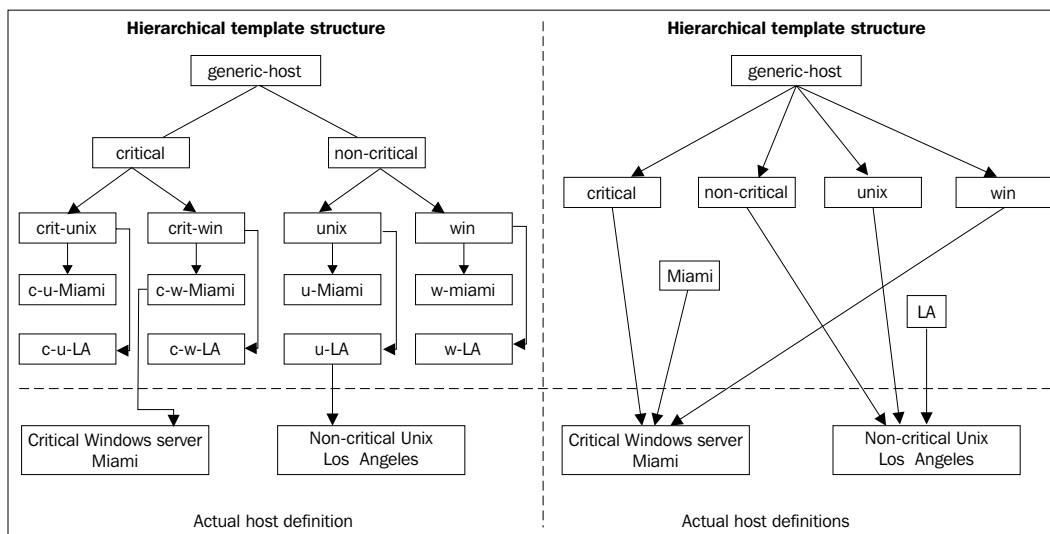 Hierarchical template structure
generic-host
critical
non-critical
crit-unix
crit-win
unix
win
c-u-Miami
c-w-Miami
u-Miami
w-miami
c-u-LA
c-w-LA
u-LA
w-LA
Critical Windows server
Miami
Non-critical Unix
Los Angeles
Actual host definition
Hierarchical template structure
generic-host
critical
non-critical
unix
win
Miami
LA
Critical Windows server
Miami
Non-critical Unix
Los Angeles
Actual host definitions